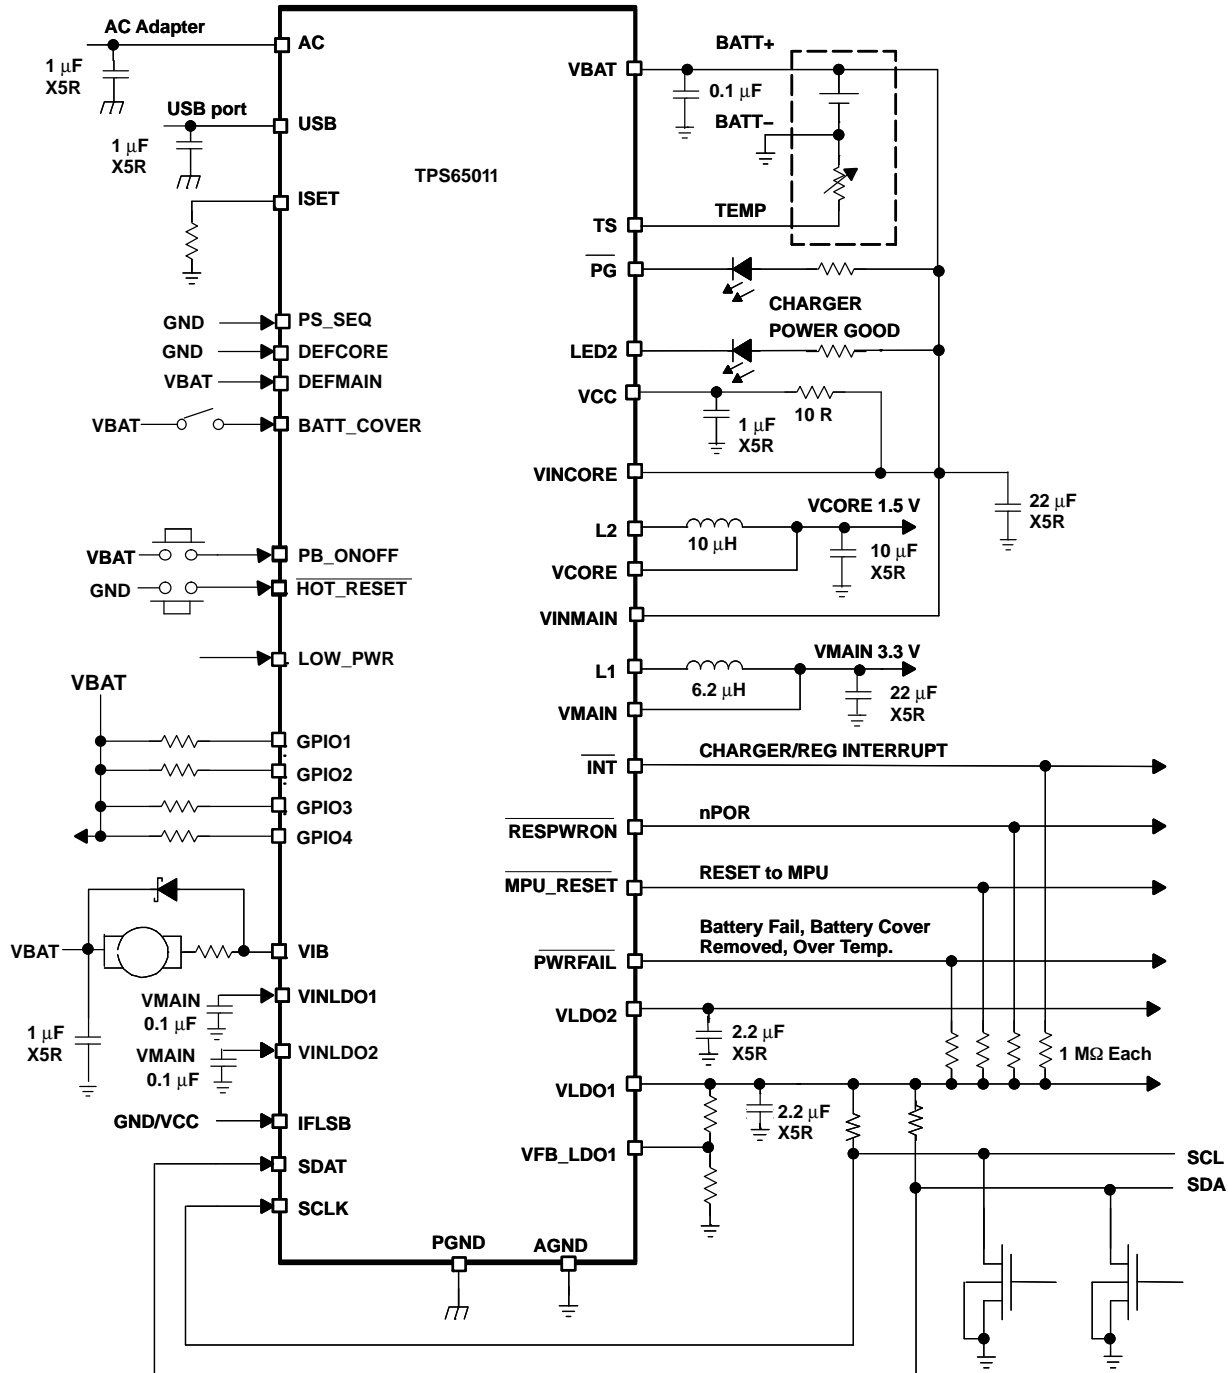 AC Adapter
AC
1 μF
X5R
USB port
USB
1 μF
X5R
ISET
TPS65011
GND
PS_SEQ
GND
DEFCORE
VBAT
DEFMAIN
VBAT
BATT_COVER
VBAT
PB_ONOFF
GND
HOT_RESET
LOW_PWR
VBAT
GPIO1
GPIO2
GPIO3
GPIO4
VBAT
VIB
1 μF
X5R
VMAIN
0.1 μF
VINLDO1
VMAIN
0.1 μF
VINLDO2
GND/VCC
IFLSB
SDAT
SCLK
PGND
AGND
VBAT
BATT+
0.1 μF
BATT–
TS
TEMP
PG
CHARGER
POWER GOOD
LED2
VCC
1 μF
X5R
10 R
VINCORE
22 μF
X5R
L2
10 μH
VCORE 1.5 V
10 μF
X5R
VCORE
VINMAIN
L1
6.2 μH
VMAIN 3.3 V
22 μF
X5R
VMAIN
INT
CHARGER/REG INTERRUPT
RESPWRON
nPOR
MPU_RESET
RESET to MPU
Battery Fail, Battery Cover
Removed, Over Temp.
PWRFAIL
VLDO2
2.2 μF
X5R
1 MΩ Each
VLDO1
2.2 μF
X5R
VFB_LDO1
SCL
SDA